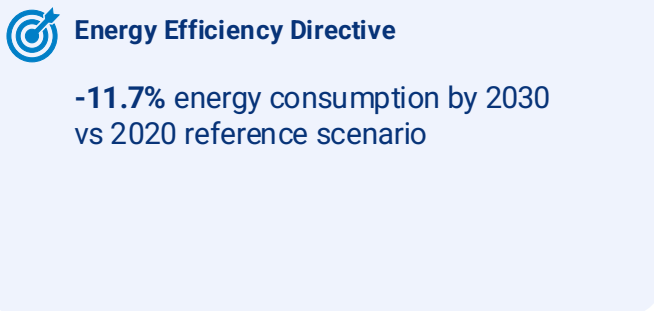 Energy Efficiency Directive
-11.7% energy consumption by 2030
vs 2020 reference scenario